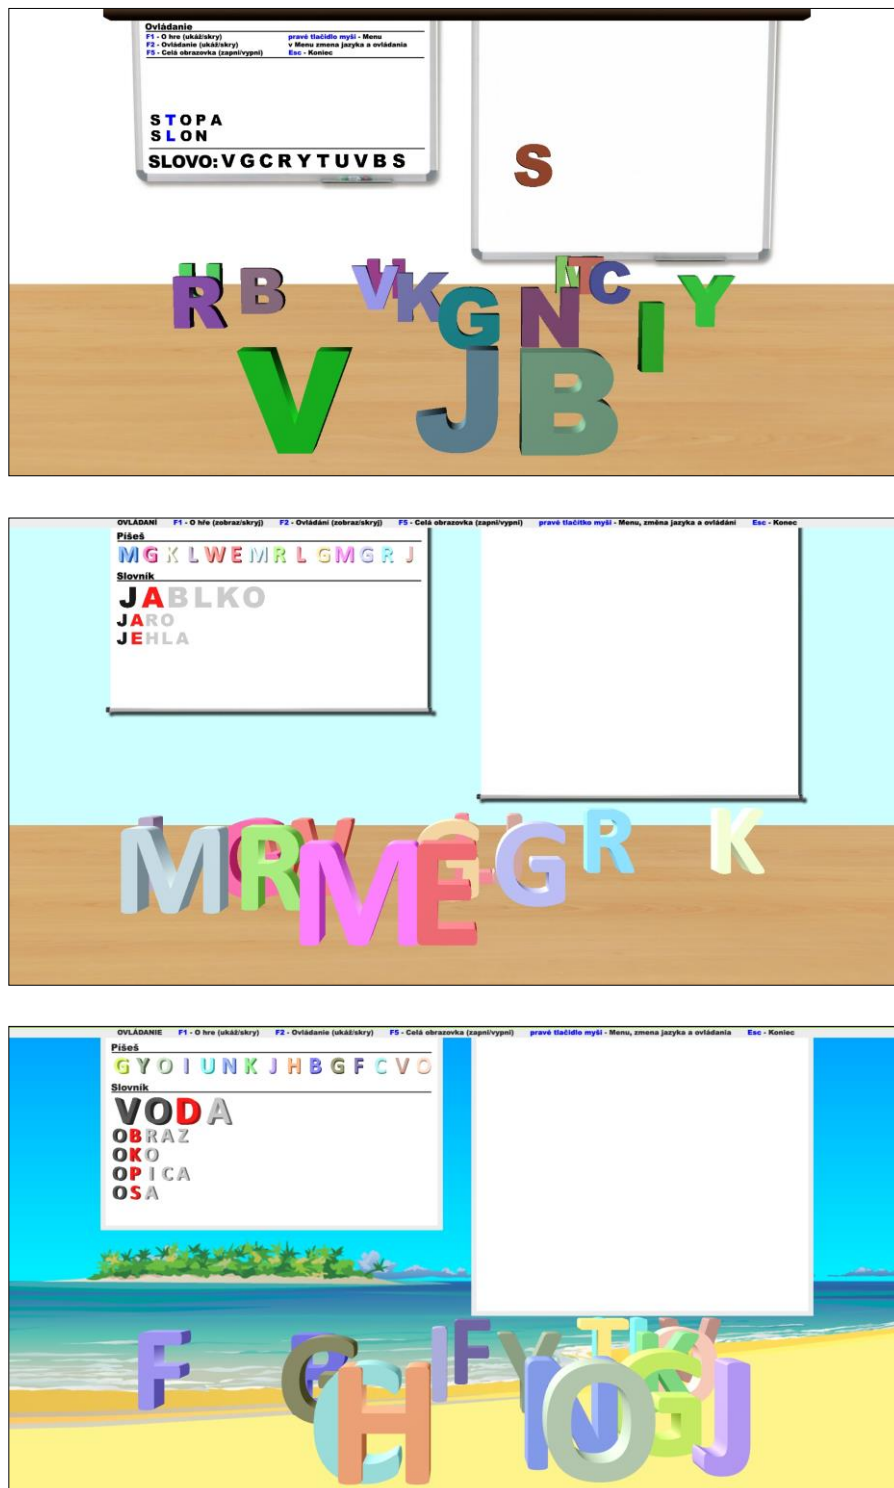 Ovládanie
F1 - O hre (ukáž/skry) pravé tlačidlo myši - Menu
F2 - Ovládanie (ukáž/skry) v Menu zmena jazyka a ovládania
F5 - Celá obrazovka (zapni/vypni) Esc - Koniec
STOPA
SLON
SLOVO: V G C R Y T U V B S
S
R B V K G N T C I Y
V J B
OVLÁDANÍ F1 - O hře (zobraz/skryj) F2 - Ovládání (zobraz/skryj) F5 - Celá obrazovka (zapni/vypni) pravé tlačítko myši - Menu, změna jazyka a ovládání Esc - Konec
Píšeš
M G K L W E M R L G M G R J
Slovník
JABLKO
JARO
JEHLA
M R M E G R K
OVLÁDANIE F1 - O hre (ukáž/skry) F2 - Ovládanie (ukáž/skry) F5 - Celá obrazovka (zapni/vypni) pravé tlačidlo myši - Menu, zmena jazyka a ovládania Esc - Koniec
Píšeš
G Y O I U N K J H B G F C V O
Slovník
VODA
OBRAZ
OKO
OPICA
OSA
F G B I F Y T
C H N O G J